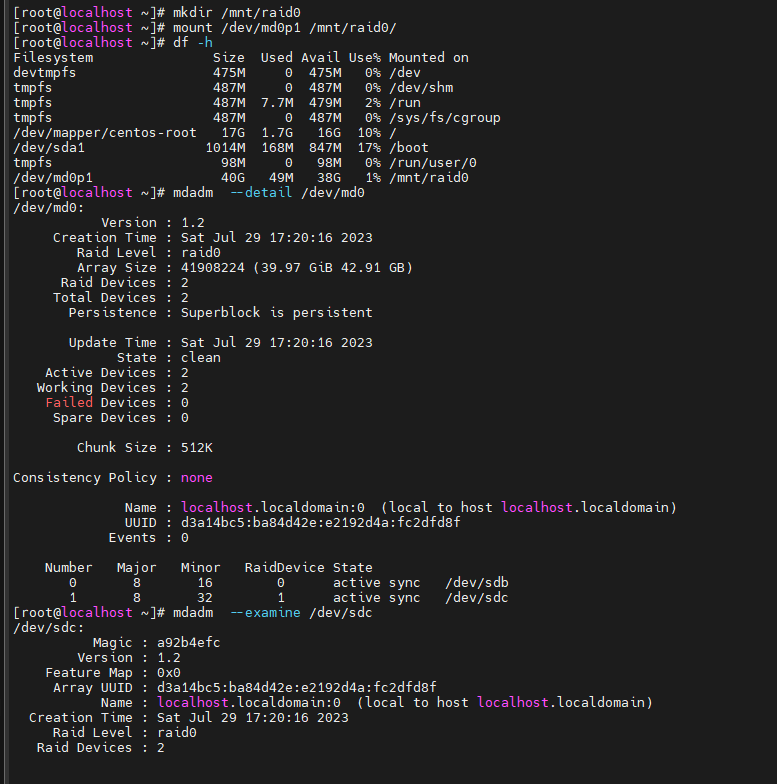 [root@localhost ~]# mkdir /mnt/raid0
[root@localhost ~]# mount /dev/md0p1 /mnt/raid0/
[root@localhost ~]# df -h
Filesystem               Size  Used Avail Use% Mounted on
devtmpfs                 475M     0  475M   0% /dev
tmpfs                    487M     0  487M   0% /dev/shm
tmpfs                    487M  7.7M  479M   2% /run
tmpfs                    487M     0  487M   0% /sys/fs/cgroup
/dev/mapper/centos-root   17G  1.7G   16G  10% /
/dev/sda1               1014M  168M  847M  17% /boot
tmpfs                     98M     0   98M   0% /run/user/0
/dev/md0p1                40G   49M   38G   1% /mnt/raid0
[root@localhost ~]# mdadm  --detail /dev/md0
/dev/md0:
           Version : 1.2
     Creation Time : Sat Jul 29 17:20:16 2023
        Raid Level : raid0
        Array Size : 41908224 (39.97 GiB 42.91 GB)
      Raid Devices : 2
     Total Devices : 2
       Persistence : Superblock is persistent
       Update Time : Sat Jul 29 17:20:16 2023
             State : clean
    Active Devices : 2
   Working Devices : 2
    Failed Devices : 0
     Spare Devices : 0
        Chunk Size : 512K
Consistency Policy : none
              Name : localhost.localdomain:0  (local to host localhost.localdomain)
              UUID : d3a14bc5:ba84d42e:e2192d4a:fc2dfd8f
            Events : 0
    Number   Major   Minor   RaidDevice State
       0       8       16        0      active sync   /dev/sdb
       1       8       32        1      active sync   /dev/sdc
[root@localhost ~]# mdadm  --examine /dev/sdc
/dev/sdc:
          Magic : a92b4efc
        Version : 1.2
    Feature Map : 0x0
     Array UUID : d3a14bc5:ba84d42e:e2192d4a:fc2dfd8f
           Name : localhost.localdomain:0  (local to host localhost.localdomain)
  Creation Time : Sat Jul 29 17:20:16 2023
     Raid Level : raid0
   Raid Devices : 2